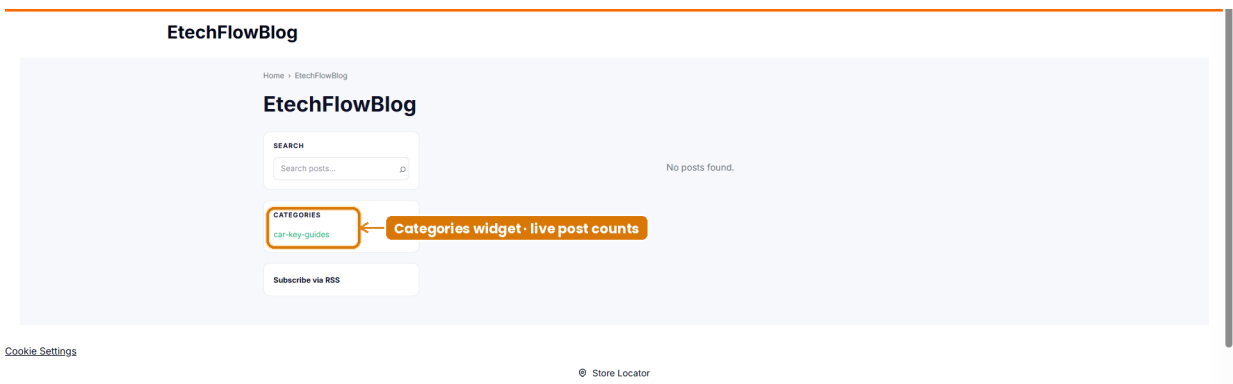 EtechFlowBlog
Home › EtechFlowBlog
EtechFlowBlog
SEARCH
Search posts...
No posts found.
CATEGORIES
car-key-guides
Categories widget · live post counts
Subscribe via RSS
Cookie Settings
Store Locator